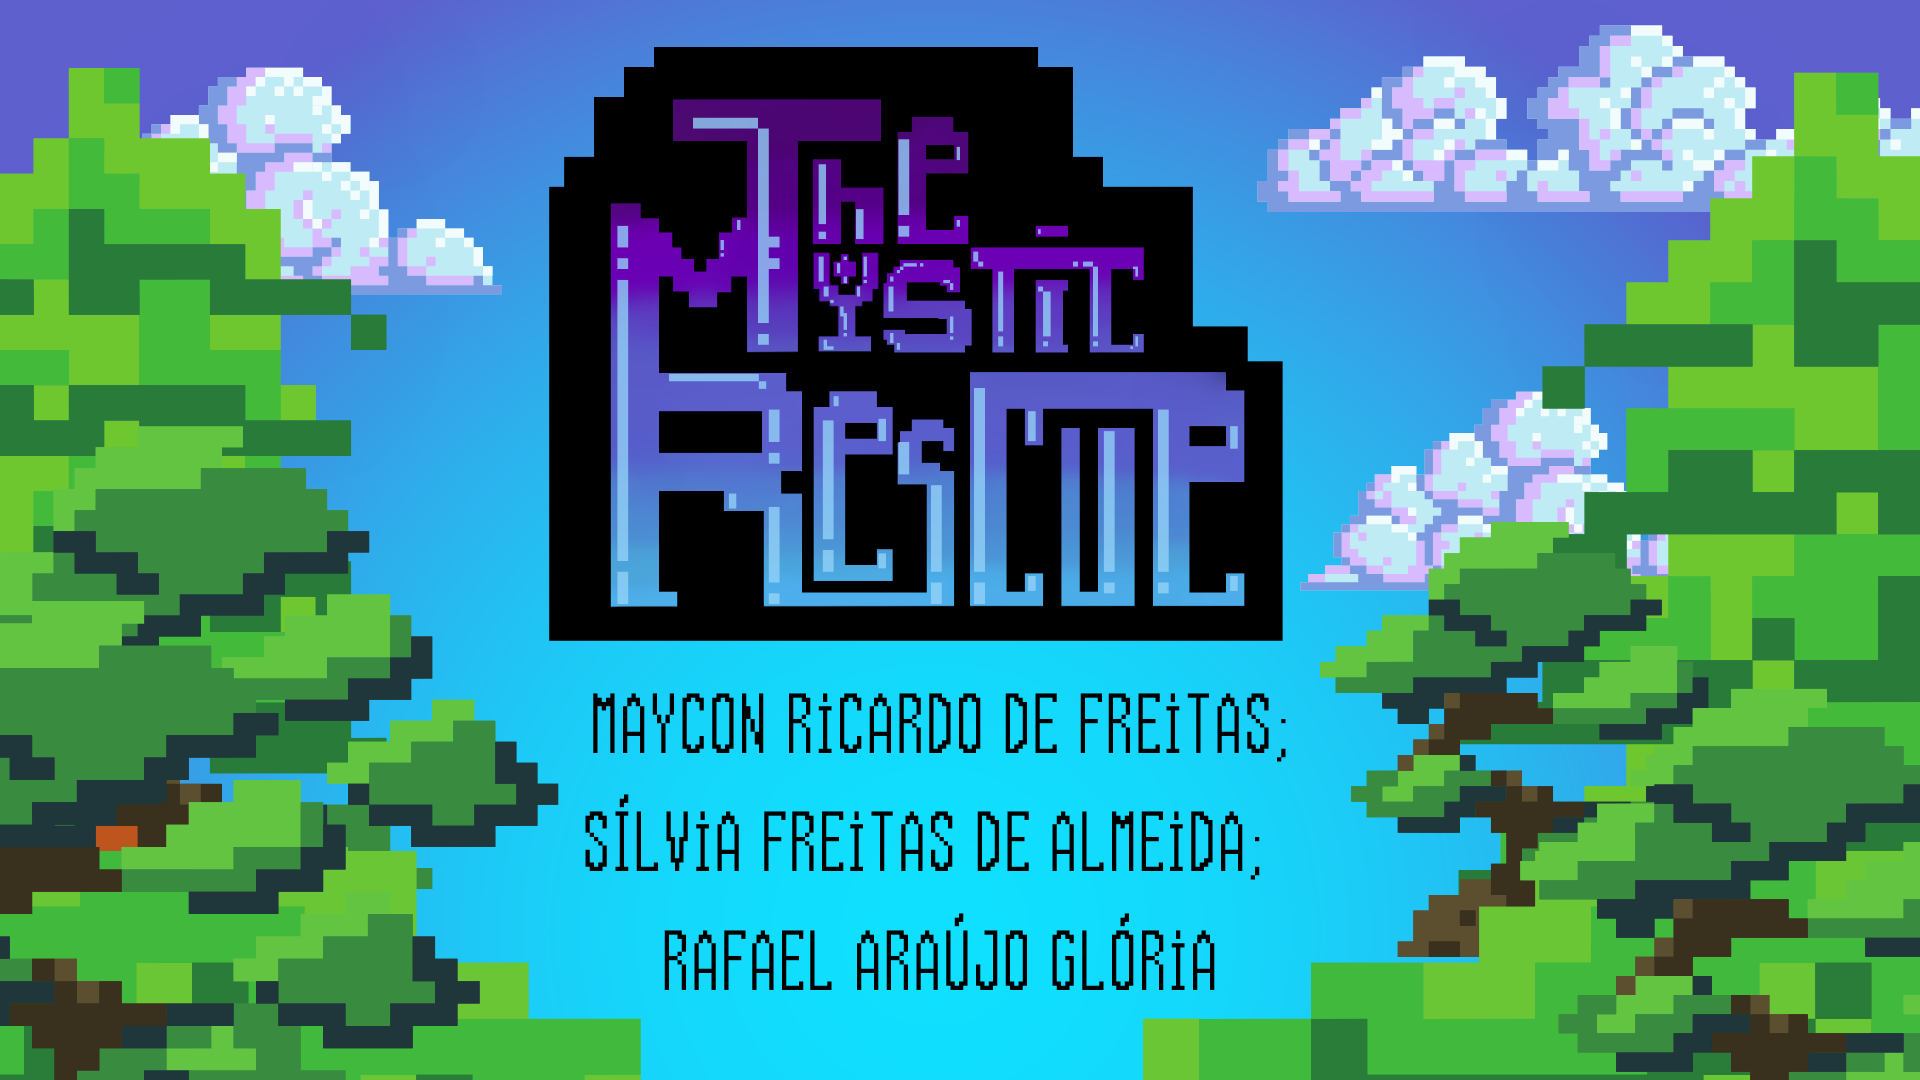 The
Mystic
Rescue
MAYCON RiCARDO DE FREiTAS;
SÍLViA FREiTAS DE ALMEiDA;
RAFAEL ARAÚJO GLÓRiA